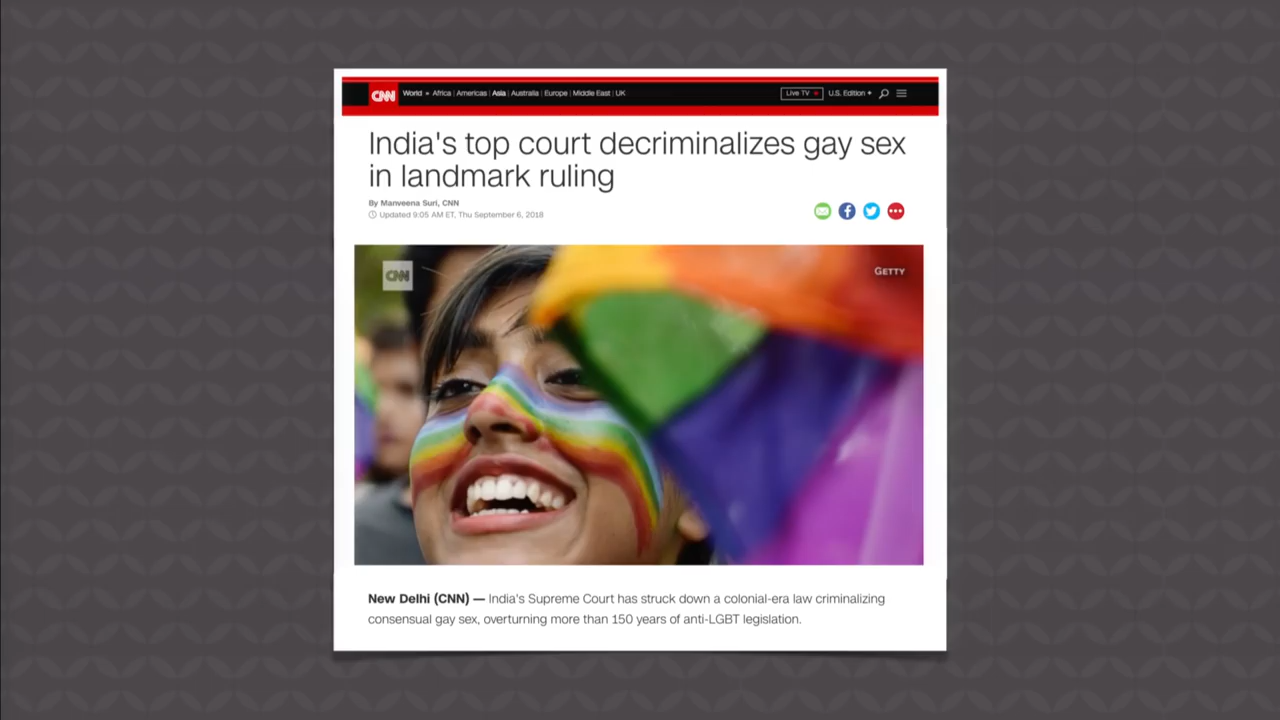 CNN World Africa | Americas | Asia | Australia | Europe | Middle East | UK Live TV U.S. Edition +
India's top court decriminalizes gay sex
in landmark ruling
By Manveena Suri, CNN
Updated 9:05 AM ET, Thu September 6, 2018
CNN
GETTY
New Delhi (CNN) — India's Supreme Court has struck down a colonial-era law criminalizing
consensual gay sex, overturning more than 150 years of anti-LGBT legislation.